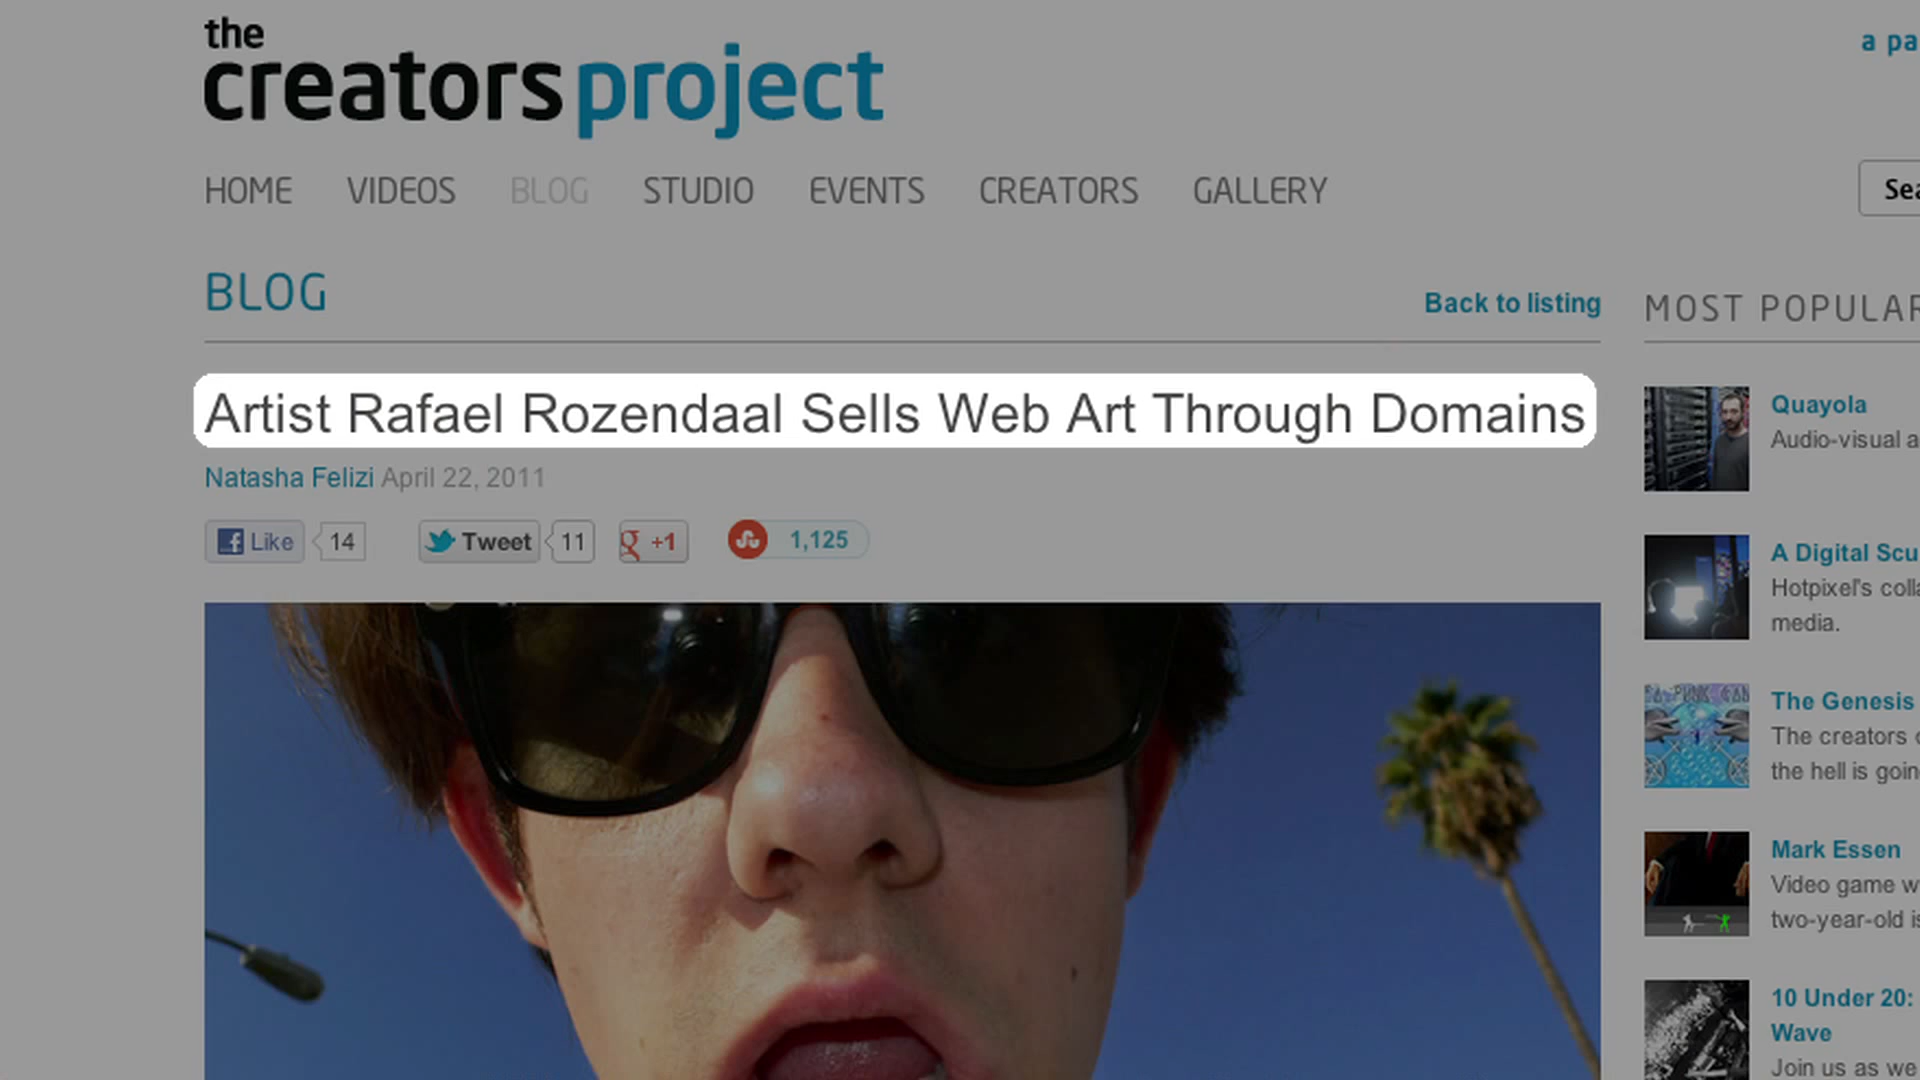 the
creatorsproject
a pa
HOME VIDEOS BLOG STUDIO EVENTS CREATORS GALLERY
Sea
BLOG
Back to listing
MOST POPULAR
Artist Rafael Rozendaal Sells Web Art Through Domains
Natasha Felizi April 22, 2011
Like 14 Tweet 11 +1 1,125
Quayola
Audio-visual a
A Digital Scu
Hotpixel's colla
media.
The Genesis
The creators
the hell is goin
Mark Essen
Video game w
two-year-old is
10 Under 20:
Wave
Join us as we